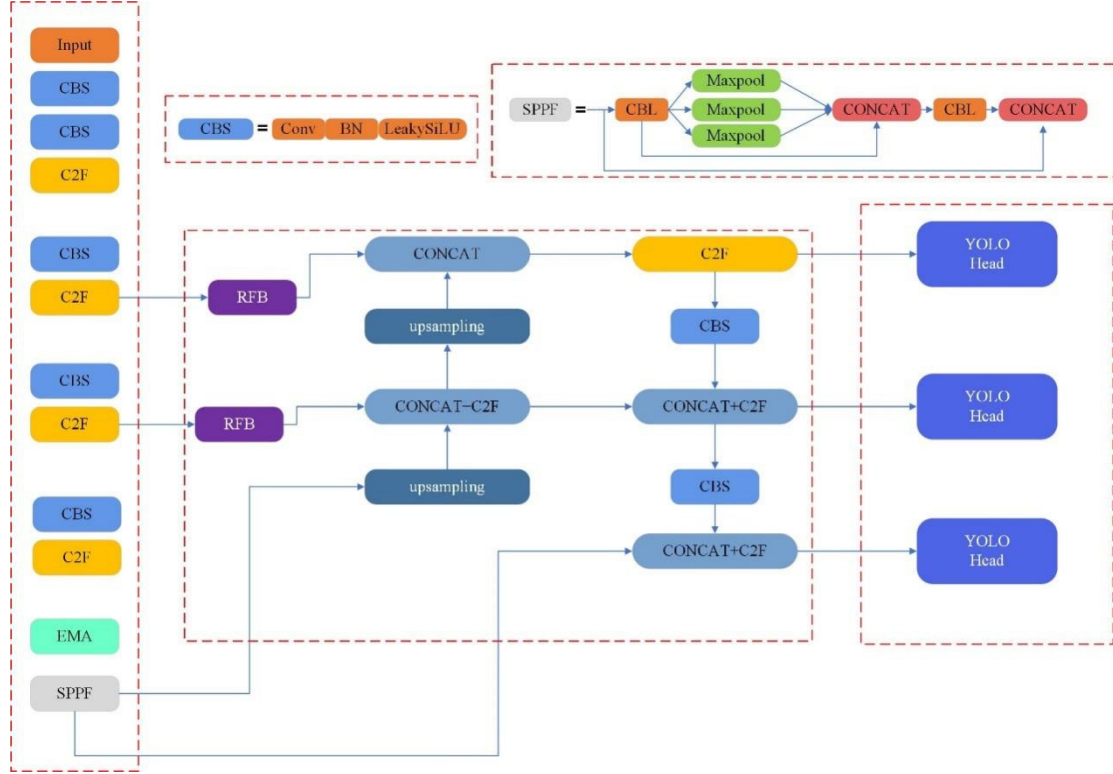 Input
CBS
CBS
C2F
CBS
C2F
CBS
C2F
CBS
C2F
EMA
SPPF
CBS = Conv BN LeakySiLU
SPPF = CBL Maxpool Maxpool Maxpool CONCAT CBL CONCAT
RFB
RFB
CONCAT
upsampling
CONCAT−C2F
upsampling
C2F
CBS
CONCAT+C2F
CBS
CONCAT+C2F
YOLO
Head
YOLO
Head
YOLO
Head